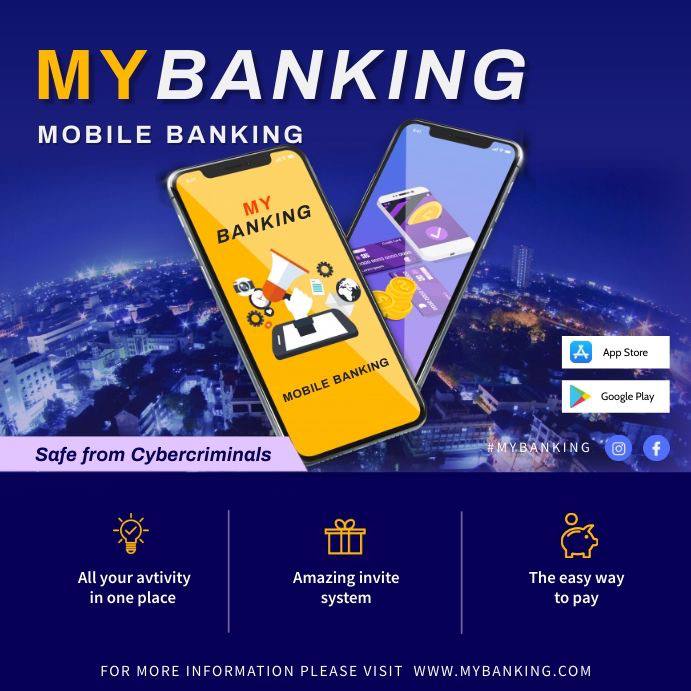 MYBANKING
MOBILE BANKING
MY
BANKING
MOBILE BANKING
App Store
Google Play
#MYBANKING
Safe from Cybercriminals
All your avtivity
in one place
Amazing invite
system
The easy way
to pay
FOR MORE INFORMATION PLEASE VISIT WWW.MYBANKING.COM